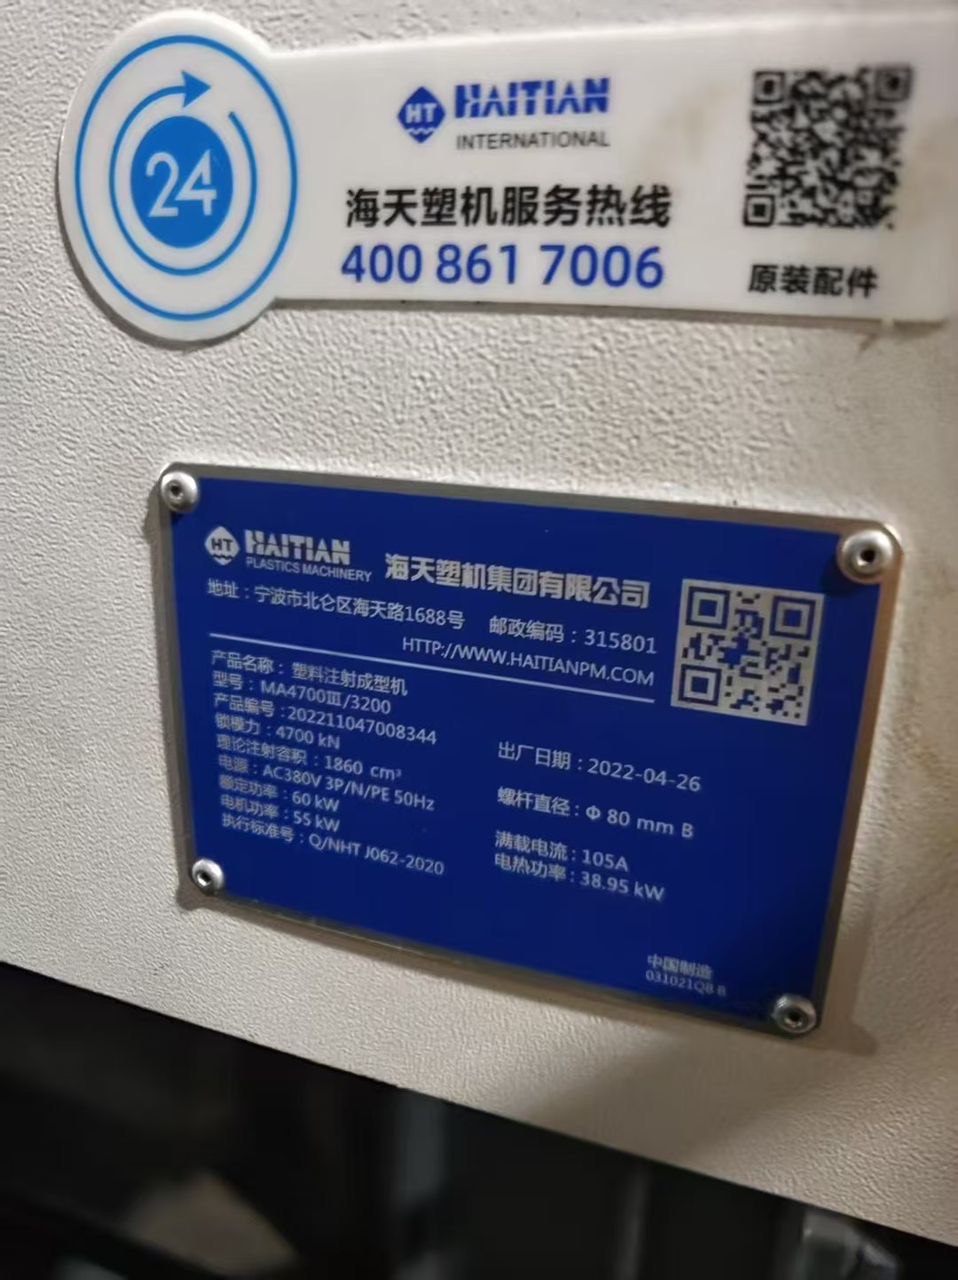 24
HT HAITIAN
INTERNATIONAL
海天塑机服务热线
400 861 7006
原装配件
HT HAITIAN
PLASTICS MACHINERY
海天塑机集团有限公司
地址：宁波市北仑区海天路1688号 邮政编码：315801
HTTP://WWW.HAITIANPM.COM
产品名称：塑料注射成型机
型号：MA4700Ⅲ/3200
产品编号：202211047008344
锁模力：4700 kN 出厂日期：2022-04-26
理论注射容积：1860 cm³ 螺杆直径：Φ 80 mm B
电源：AC380V 3P/N/PE 50Hz
额定功率：60 kW 满载电流：105A
电机功率：55 kW 电热功率：38.95 kW
执行标准号：Q/NHT J062-2020
中国制造
031021QB-B